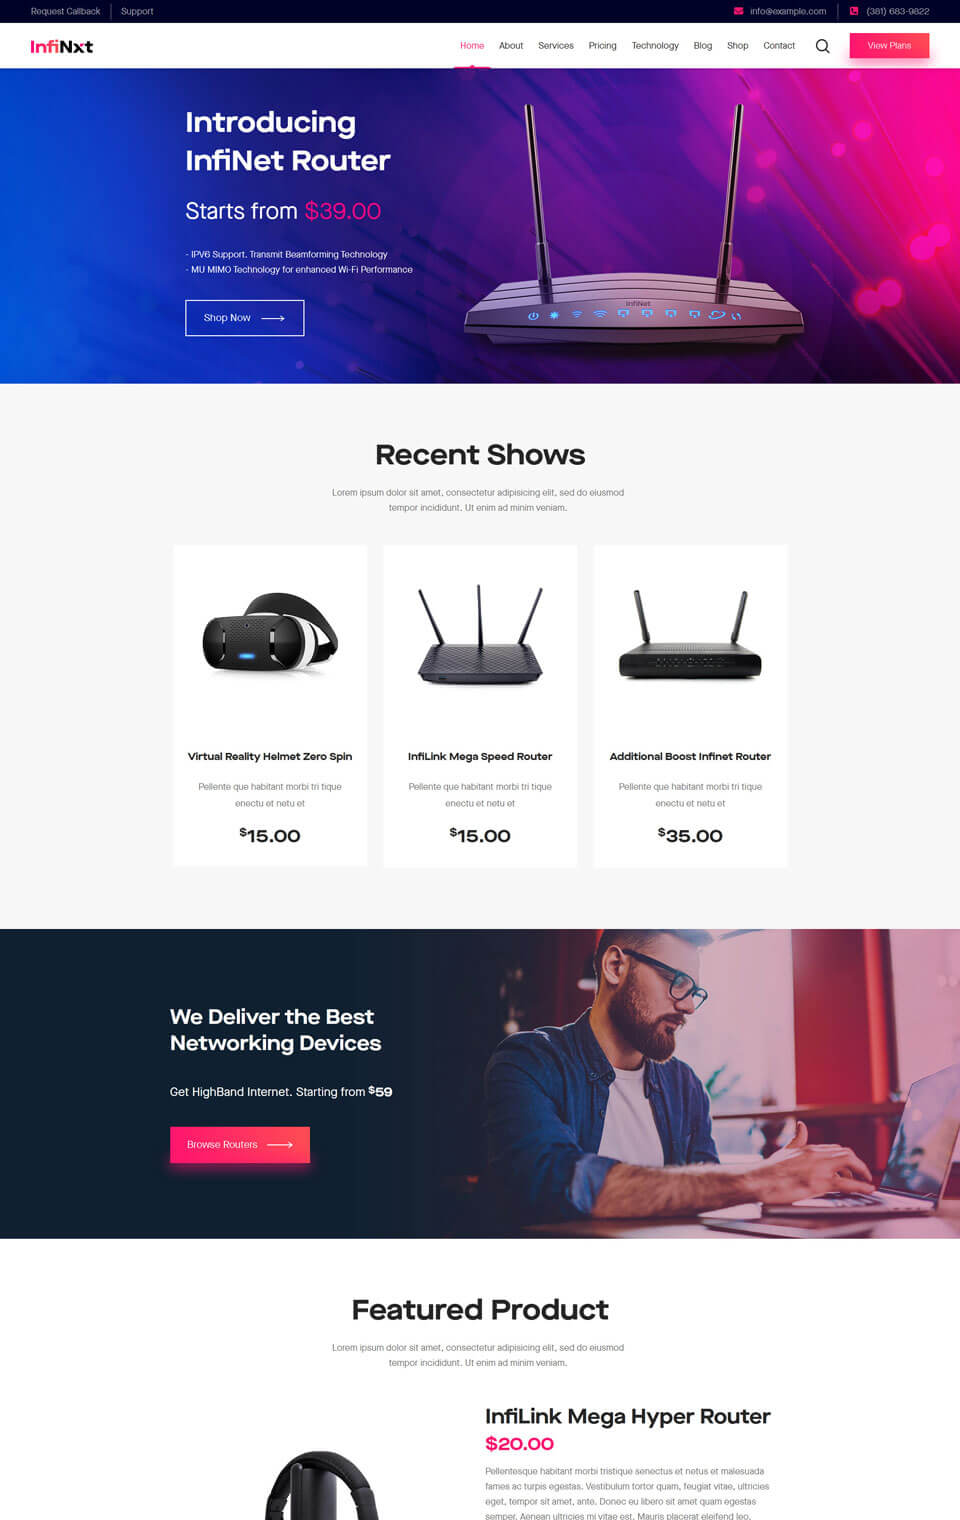 Request Callback
Support
info@example.com
(381) 683-9822
InfiNxt
Home
About
Services
Pricing
Technology
Blog
Shop
Contact
View Plans
Introducing
InfiNet Router
Starts from $39.00
- IPV6 Support. Transmit Beamforming Technology
- MU MIMO Technology for enhanced Wi-Fi Performance
Shop Now
InfiNet
Recent Shows
Lorem ipsum dolor sit amet, consectetur adipisicing elit, sed do eiusmod
tempor incididunt. Ut enim ad minim veniam.
Virtual Reality Helmet Zero Spin
Pellente que habitant morbi tri tique
enectu et netu et
$15.00
InfiLink Mega Speed Router
Pellente que habitant morbi tri tique
enectu et netu et
$15.00
Additional Boost Infinet Router
Pellente que habitant morbi tri tique
enectu et netu et
$35.00
We Deliver the Best
Networking Devices
Get HighBand Internet. Starting from $59
Browse Routers
Featured Product
Lorem ipsum dolor sit amet, consectetur adipisicing elit, sed do eiusmod
tempor incididunt. Ut enim ad minim veniam.
InfiLink Mega Hyper Router
$20.00
Pellentesque habitant morbi tristique senectus et netus et malesuada
fames ac turpis egestas. Vestibulum tortor quam, feugiat vitae, ultricies
eget, tempor sit amet, ante. Donec eu libero sit amet quam egestas
semper. Aenean ultricies mi vitae est. Mauris placerat eleifend leo.